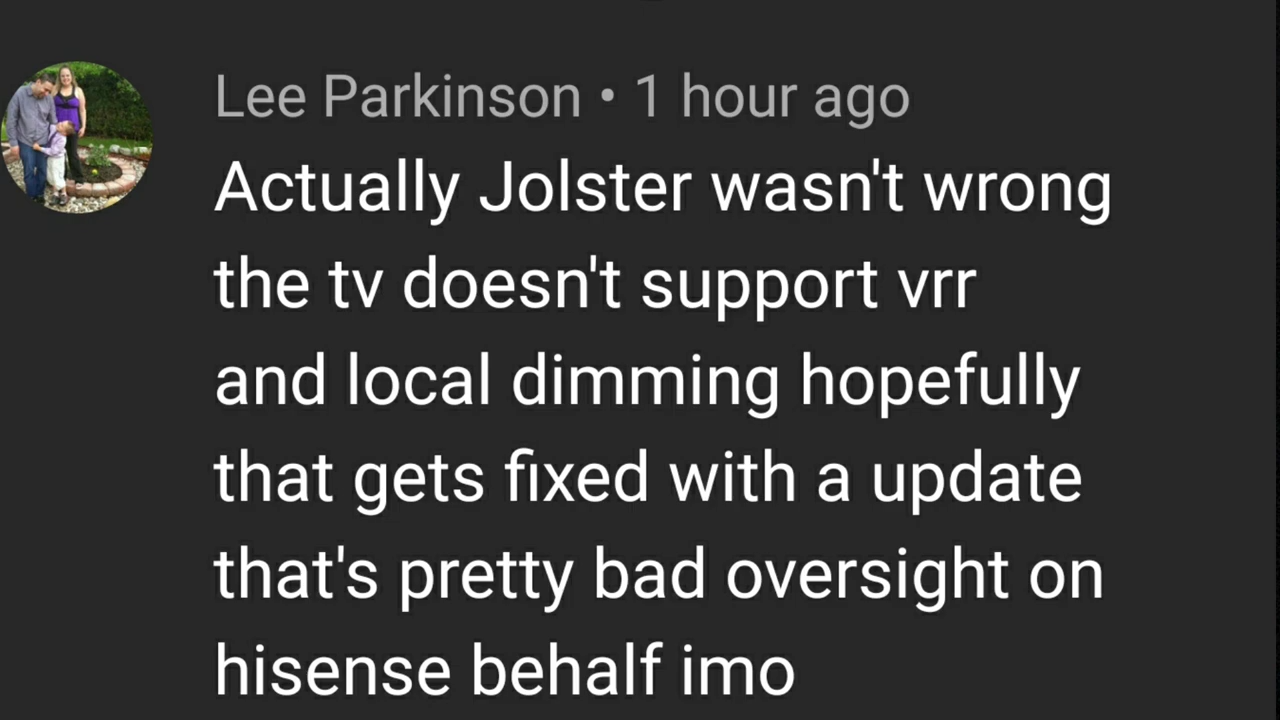 Lee Parkinson • 1 hour ago
Actually Jolster wasn't wrong
the tv doesn't support vrr
and local dimming hopefully
that gets fixed with a update
that's pretty bad oversight on
hisense behalf imo